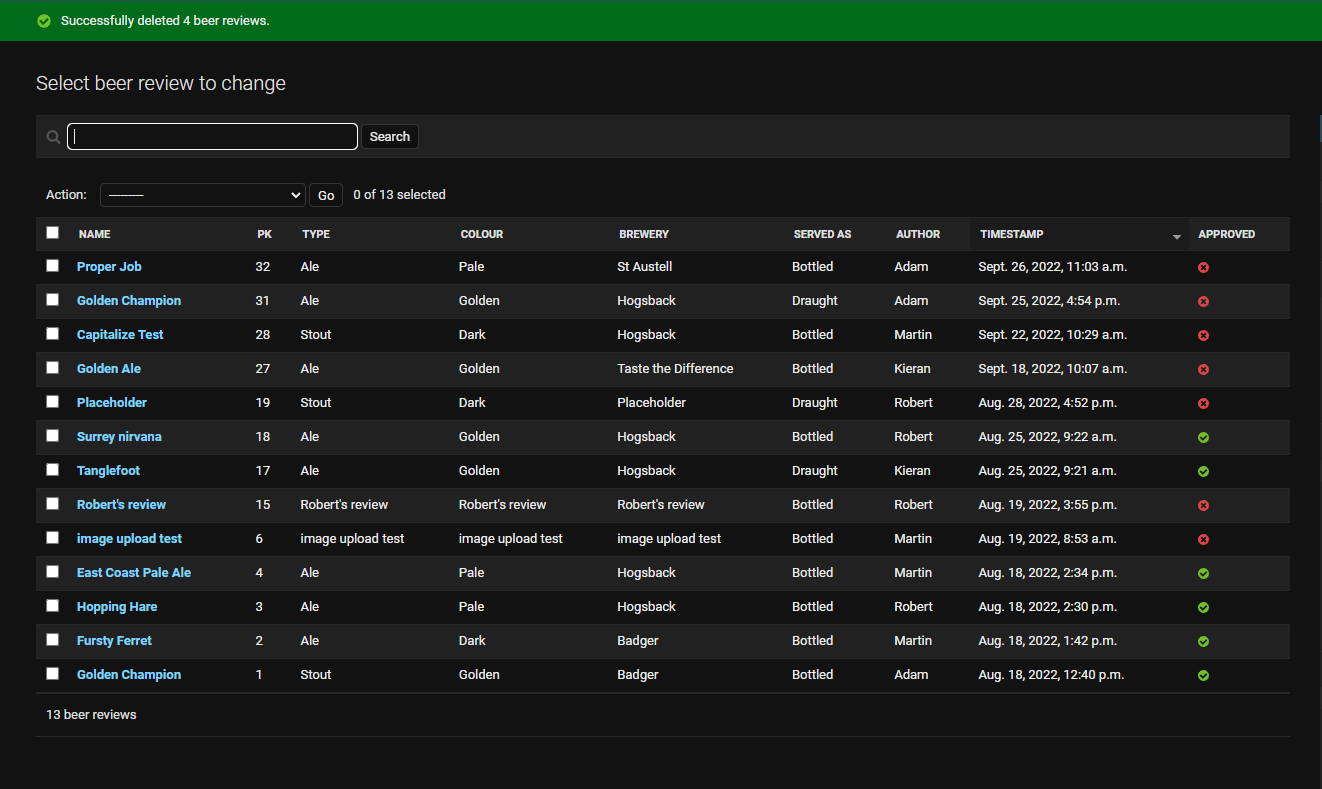 Successfully deleted 4 beer reviews.
Select beer review to change
Search
Action: --------- Go 0 of 13 selected
NAME PK TYPE COLOUR BREWERY SERVED AS AUTHOR TIMESTAMP APPROVED
Proper Job 32 Ale Pale St Austell Bottled Adam Sept. 26, 2022, 11:03 a.m.
Golden Champion 31 Ale Golden Hogsback Draught Adam Sept. 25, 2022, 4:54 p.m.
Capitalize Test 28 Stout Dark Hogsback Bottled Martin Sept. 22, 2022, 10:29 a.m.
Golden Ale 27 Ale Golden Taste the Difference Bottled Kieran Sept. 18, 2022, 10:07 a.m.
Placeholder 19 Stout Dark Placeholder Draught Robert Aug. 28, 2022, 4:52 p.m.
Surrey nirvana 18 Ale Golden Hogsback Bottled Robert Aug. 25, 2022, 9:22 a.m.
Tanglefoot 17 Ale Golden Hogsback Draught Kieran Aug. 25, 2022, 9:21 a.m.
Robert's review 15 Robert's review Robert's review Robert's review Bottled Robert Aug. 19, 2022, 3:55 p.m.
image upload test 6 image upload test image upload test image upload test Bottled Martin Aug. 19, 2022, 8:53 a.m.
East Coast Pale Ale 4 Ale Pale Hogsback Bottled Martin Aug. 18, 2022, 2:34 p.m.
Hopping Hare 3 Ale Pale Hogsback Bottled Robert Aug. 18, 2022, 2:30 p.m.
Fursty Ferret 2 Ale Dark Badger Bottled Martin Aug. 18, 2022, 1:42 p.m.
Golden Champion 1 Stout Golden Badger Bottled Adam Aug. 18, 2022, 12:40 p.m.
13 beer reviews